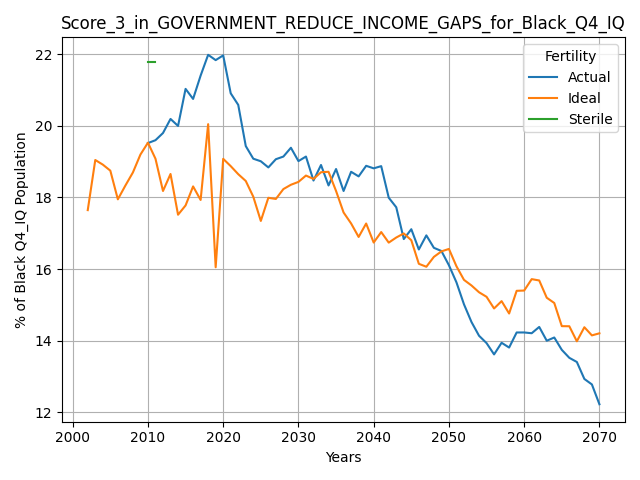 Score_3_in_GOVERNMENT_REDUCE_INCOME_GAPS_for_Black_Q4_IQ
Fertility
Actual
Ideal
Sterile
% of Black Q4_IQ Population
22
20
18
16
14
12
2000
2010
2020
2030
2040
2050
2060
2070
Years